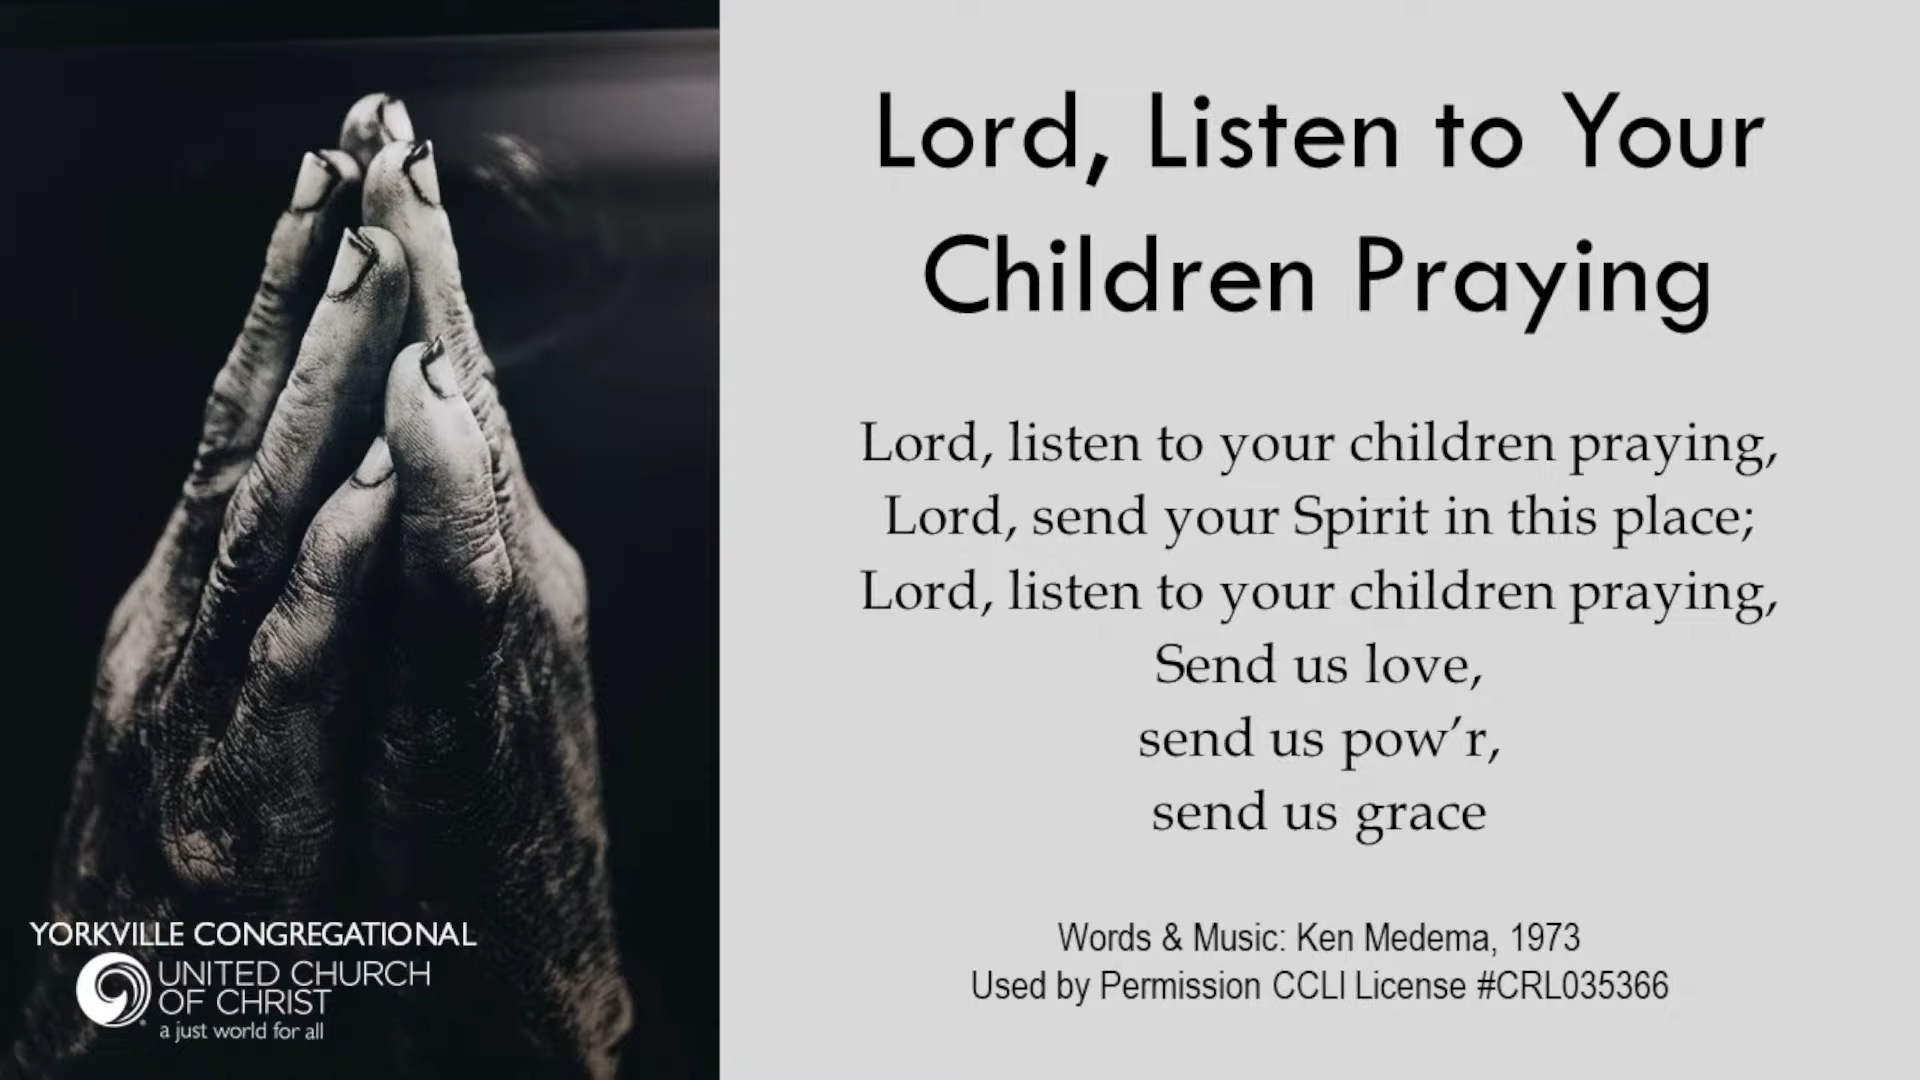 Lord, Listen to Your
Children Praying
Lord, listen to your children praying,
Lord, send your Spirit in this place;
Lord, listen to your children praying,
Send us love,
send us pow’r,
send us grace
Words & Music: Ken Medema, 1973
Used by Permission CCLI License #CRL035366
YORKVILLE CONGREGATIONAL
UNITED CHURCH
OF CHRIST
a just world for all